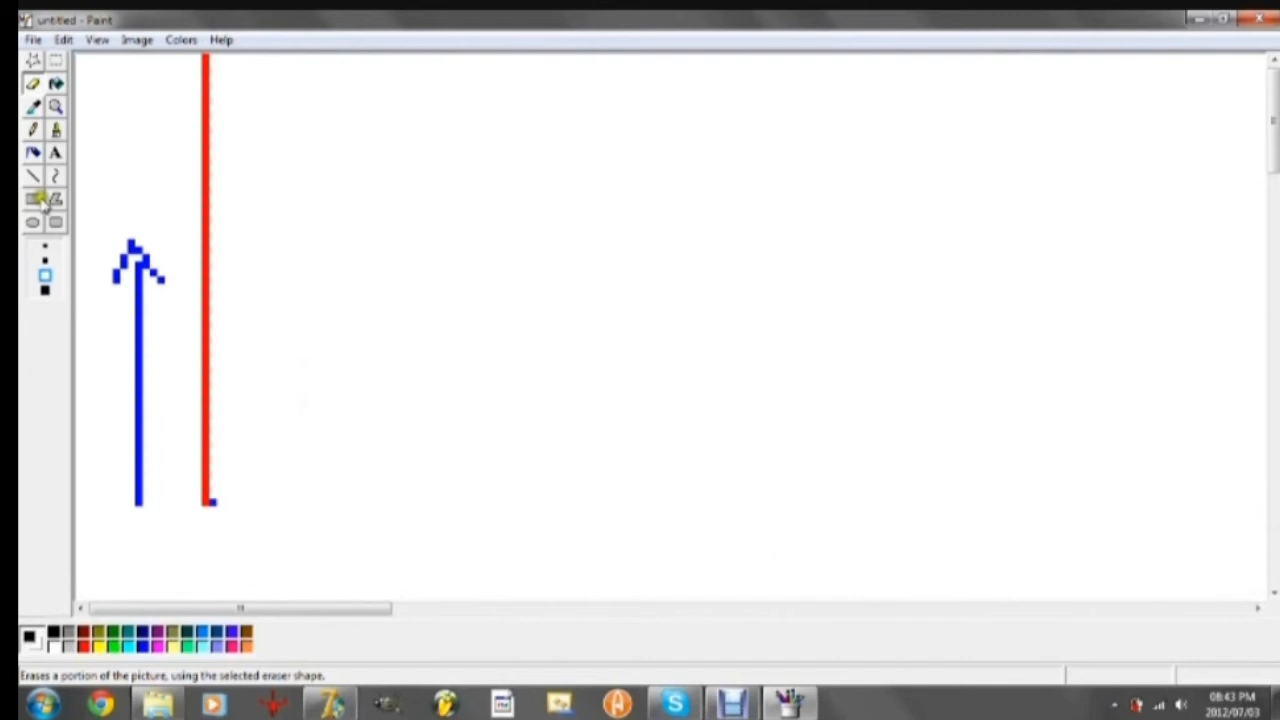 untitled - Paint
File Edit View Image Colors Help
A
Erases a portion of the picture, using the selected eraser shape.
08:43 PM
2012/07/03